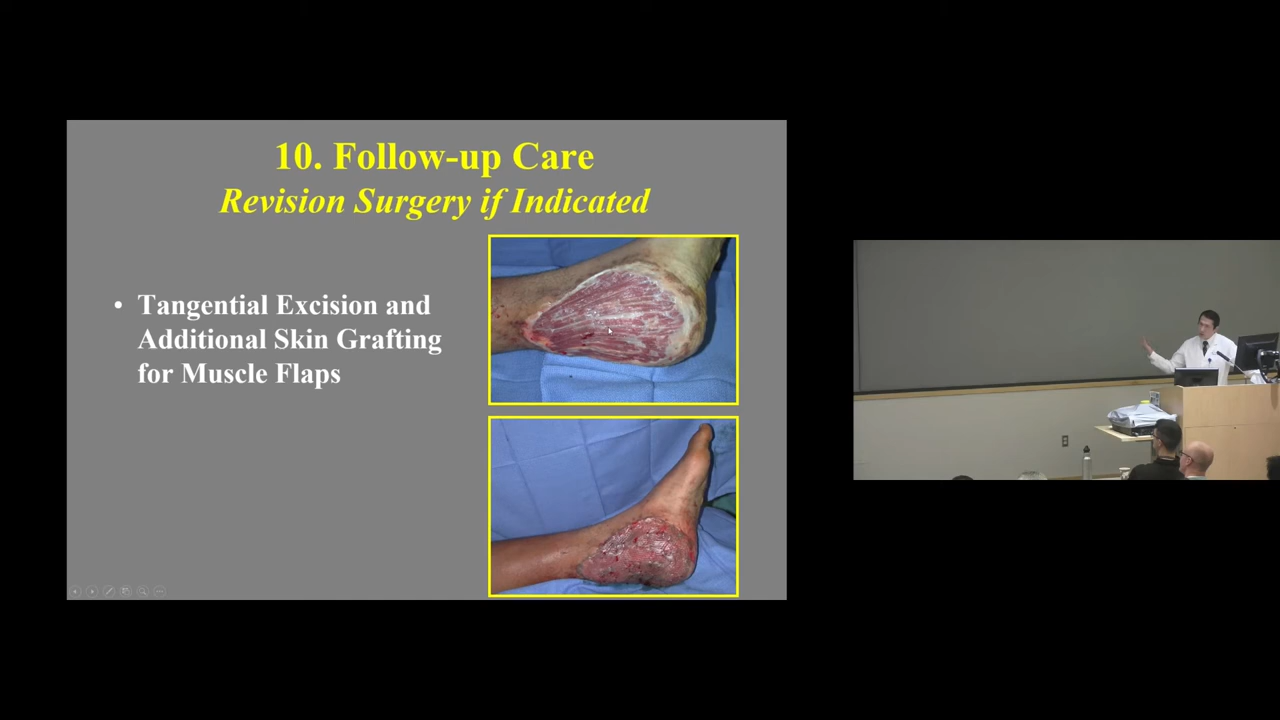 10. Follow-up Care
Revision Surgery if Indicated
• Tangential Excision and
Additional Skin Grafting
for Muscle Flaps